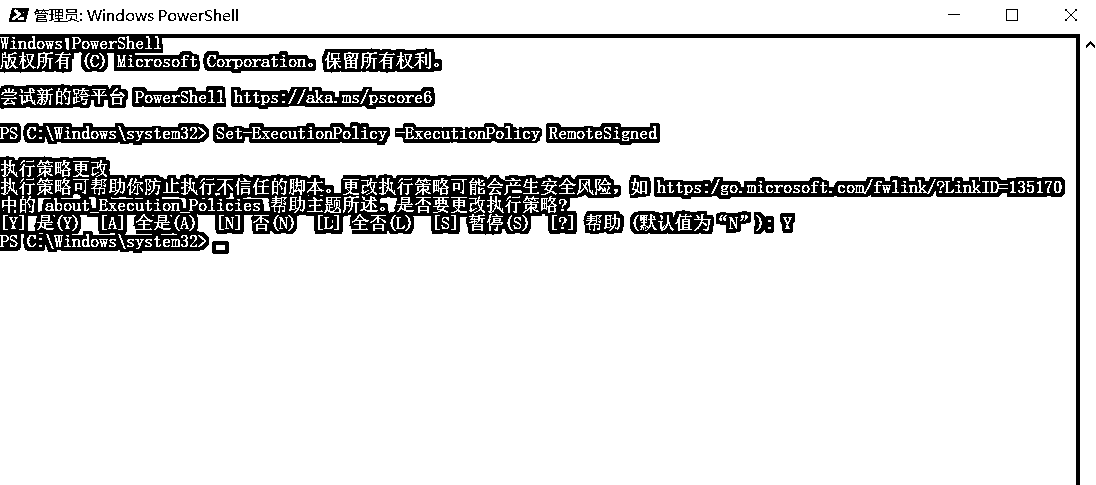 管理员: Windows PowerShell
Windows PowerShell
版权所有 (C) Microsoft Corporation。保留所有权利。
尝试新的跨平台 PowerShell https://aka.ms/pscore6
PS C:\Windows\system32> Set-ExecutionPolicy -ExecutionPolicy RemoteSigned
执行策略更改
执行策略可帮助你防止执行不信任的脚本。更改执行策略可能会产生安全风险，如 https:/go.microsoft.com/fwlink/?LinkID=135170
中的 about_Execution_Policies 帮助主题所述。是否要更改执行策略?
[Y] 是(Y)  [A] 全是(A)  [N] 否(N)  [L] 全否(L)  [S] 暂停(S)  [?] 帮助 (默认值为“N”): Y
PS C:\Windows\system32>